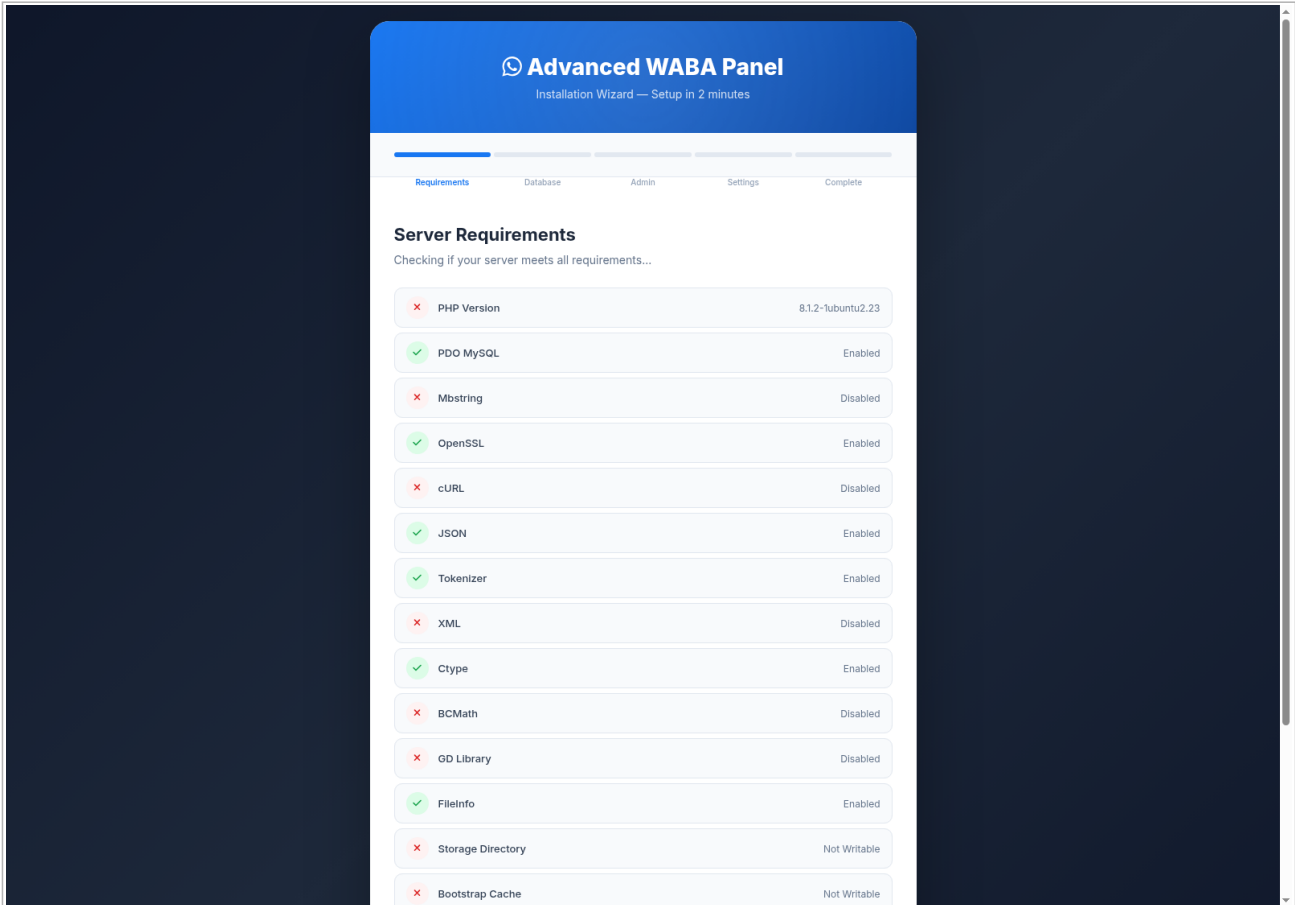 Advanced WABA Panel
Installation Wizard — Setup in 2 minutes
Requirements Database Admin Settings Complete
Server Requirements
Checking if your server meets all requirements...
PHP Version 8.1.2-1ubuntu2.23
PDO MySQL Enabled
Mbstring Disabled
OpenSSL Enabled
cURL Disabled
JSON Enabled
Tokenizer Enabled
XML Disabled
Ctype Enabled
BCMath Disabled
GD Library Disabled
FileInfo Enabled
Storage Directory Not Writable
Bootstrap Cache Not Writable